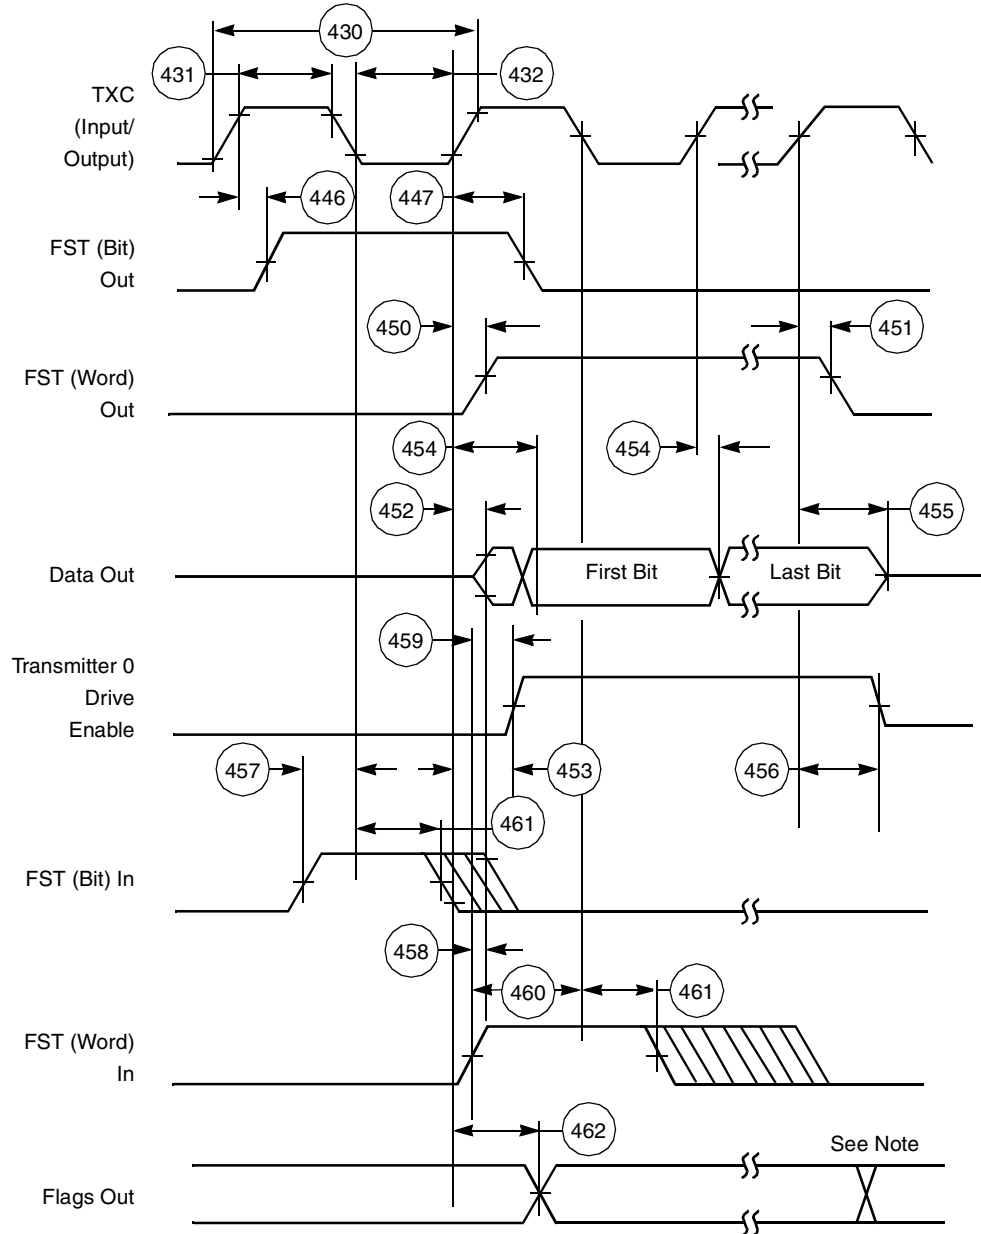 430
431
432
TXC
(Input/
Output)
446
447
FST (Bit)
Out
450
451
FST (Word)
Out
454
454
452
455
Data Out
First Bit
Last Bit
459
Transmitter 0
Drive
Enable
457
453
456
461
FST (Bit) In
458
460
461
FST (Word)
In
462
See Note
Flags Out